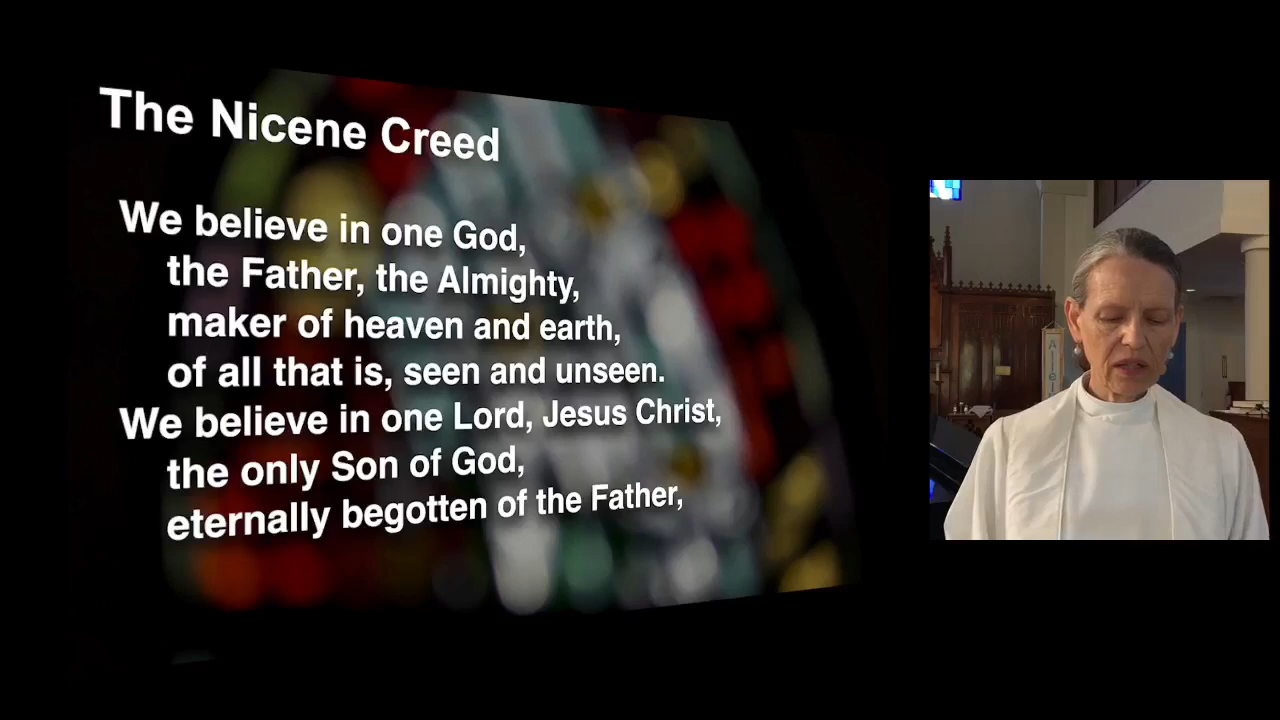 The Nicene Creed
We believe in one God,
the Father, the Almighty,
maker of heaven and earth,
of all that is, seen and unseen.
We believe in one Lord, Jesus Christ,
the only Son of God,
eternally begotten of the Father,